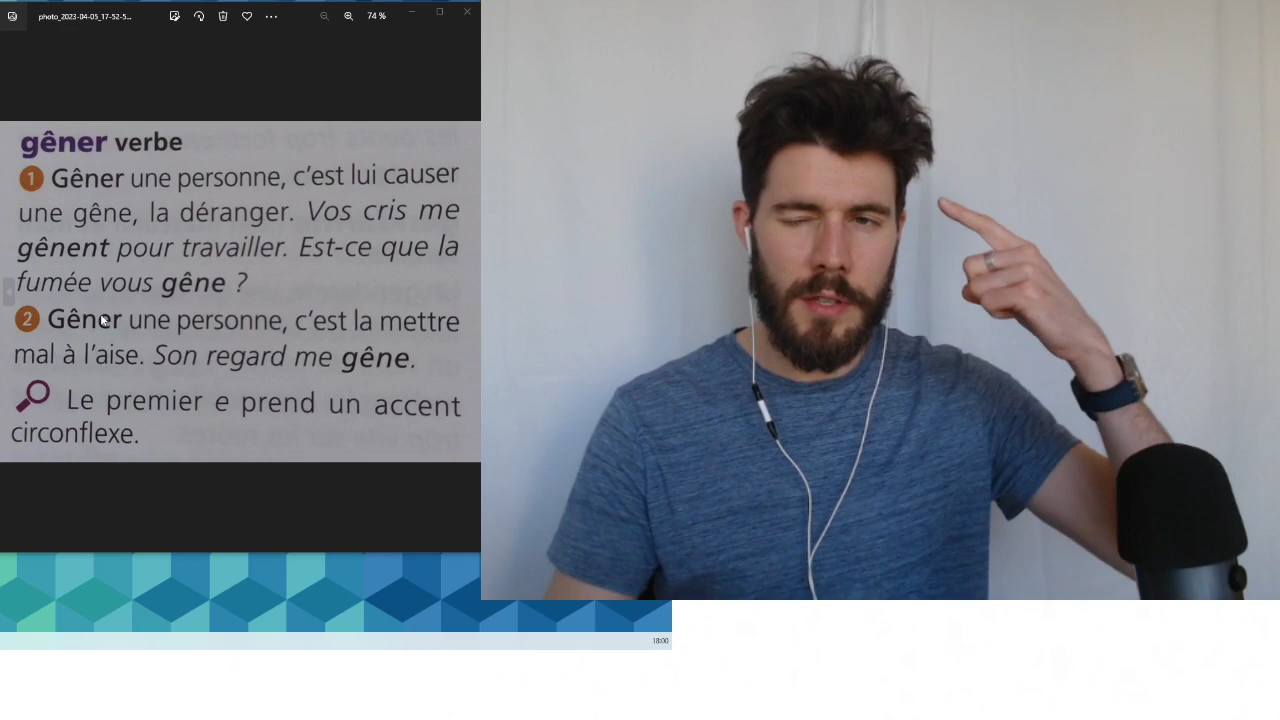 photo_2023-04-05_17-52-5...
74 %
gêner verbe
1 Gêner une personne, c'est lui causer
une gêne, la déranger. Vos cris me
gênent pour travailler. Est-ce que la
fumée vous gêne ?
2 Gêner une personne, c'est la mettre
mal à l'aise. Son regard me gêne.
Le premier e prend un accent
circonflexe.
18:00